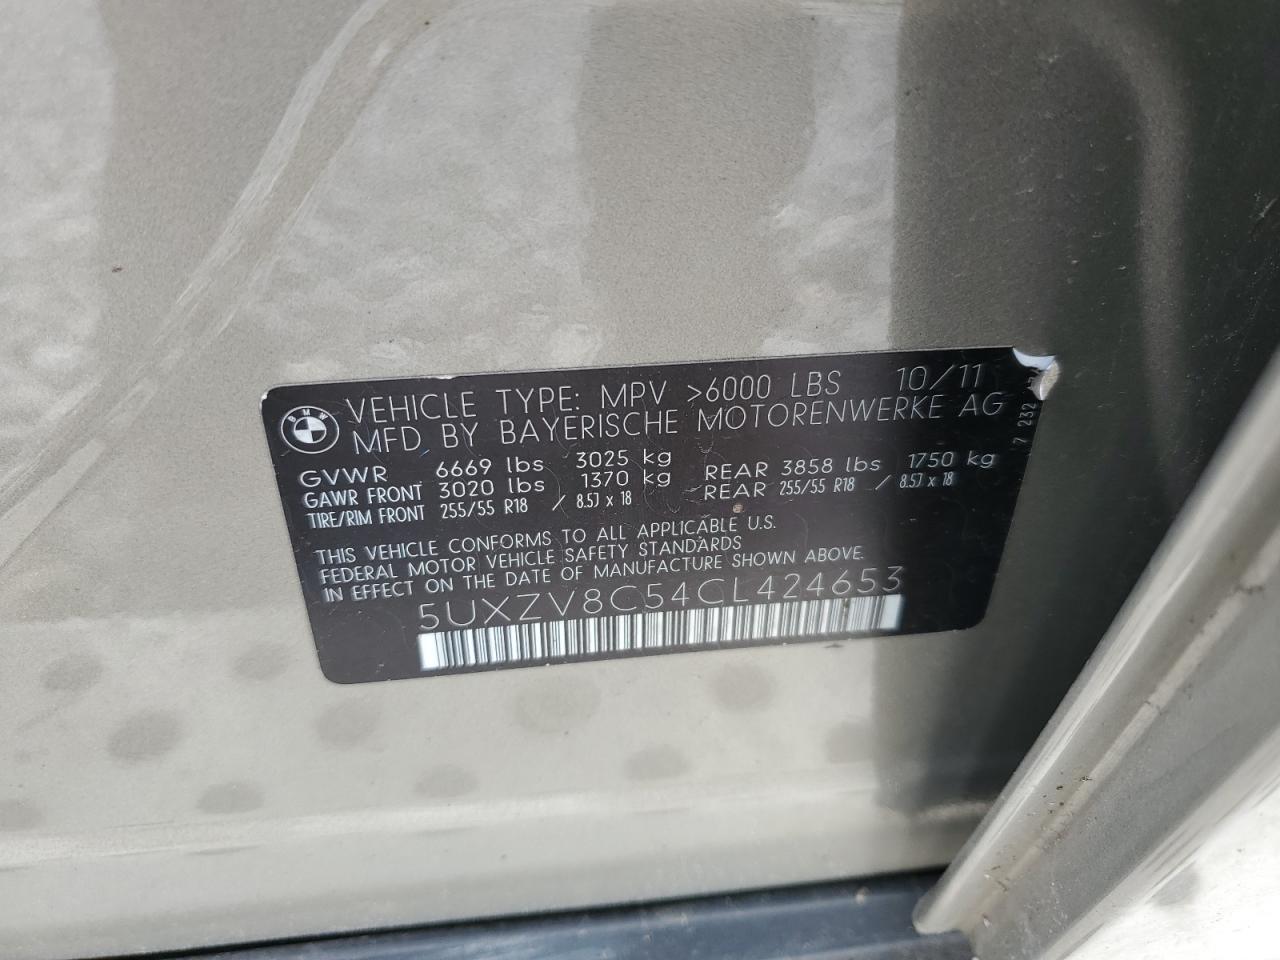 BMW
VEHICLE TYPE: MPV >6000 LBS 10/11
MFD BY BAYERISCHE MOTORENWERKE AG
GVWR 6669 lbs 3025 kg
GAWR FRONT 3020 lbs 1370 kg REAR 3858 lbs 1750 kg
TIRE/RIM FRONT 255/55 R18 / 8.5J x 18 REAR 255/55 R18 / 8.5J x 18
THIS VEHICLE CONFORMS TO ALL APPLICABLE U.S.
FEDERAL MOTOR VEHICLE SAFETY STANDARDS
IN EFFECT ON THE DATE OF MANUFACTURE SHOWN ABOVE.
5UXZV8C54CL424653
7 232